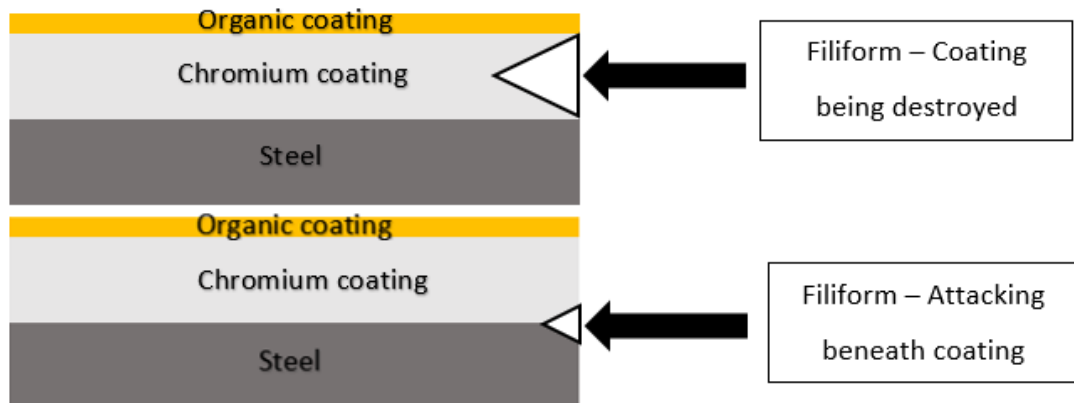 Organic coating
Chromium coating
Steel
Filiform – Coating
being destroyed
Organic coating
Chromium coating
Steel
Filiform – Attacking
beneath coating